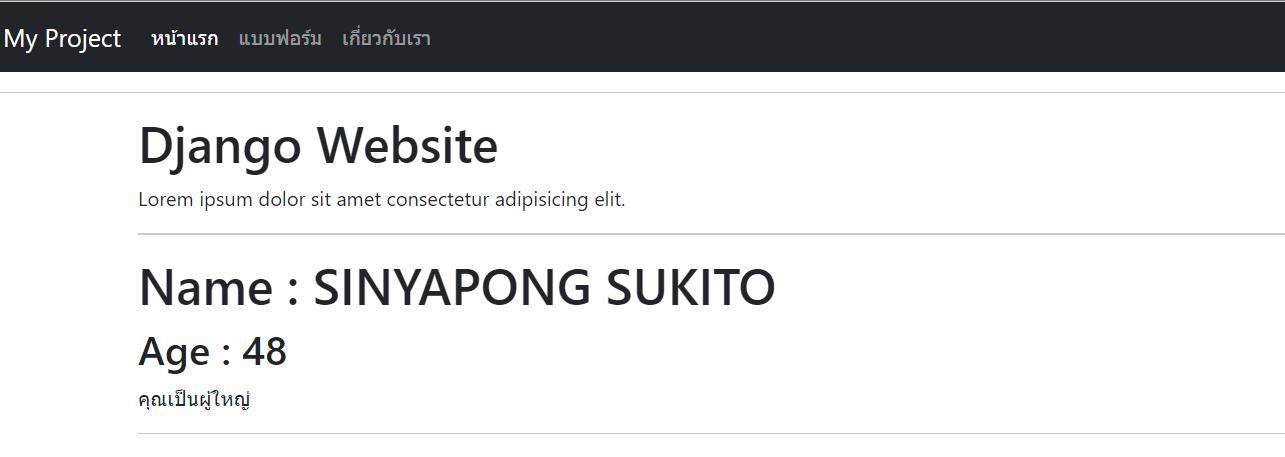 My Project หน้าแรก แบบฟอร์ม เกี่ยวกับเรา
Django Website
Lorem ipsum dolor sit amet consectetur adipisicing elit.
Name : SINYAPONG SUKITO
Age : 48
คุณเป็นผู้ใหญ่